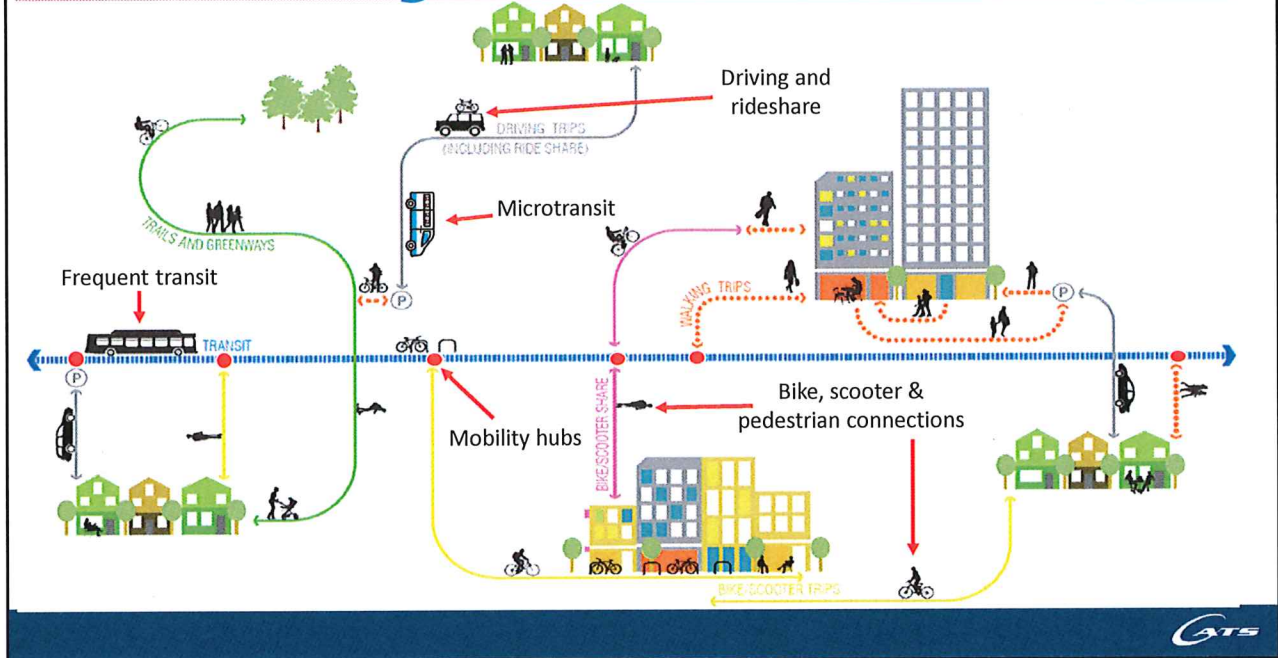 Driving and
rideshare
DRIVING TRIPS
(INCLUDING RIDE SHARE)
Microtransit
TRAILS AND GREENWAYS
Frequent transit
P
WALKING TRIPS
P
TRANSIT
P
Mobility hubs
BIKE/SCOOTER SHARE
Bike, scooter &
pedestrian connections
BIKE/SCOOTER TRIPS
CATS